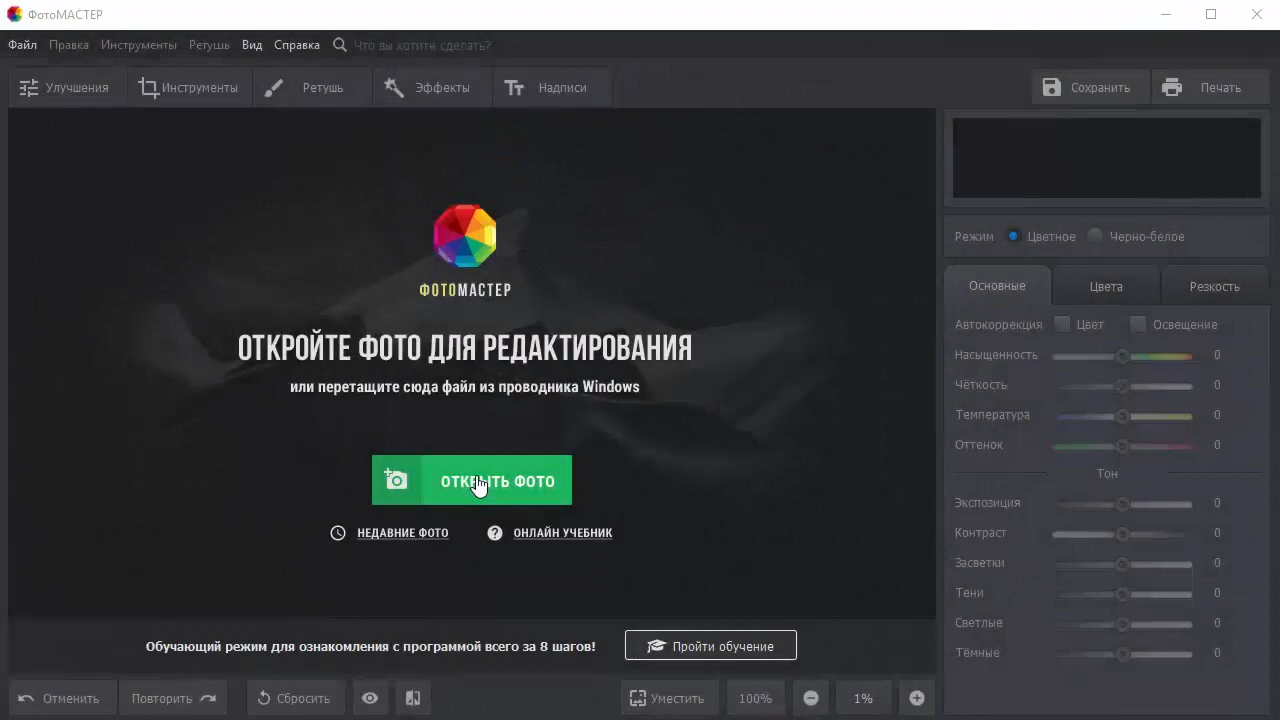 ФотоМАСТЕР
Файл Правка Инструменты Ретушь Вид Справка Что вы хотите сделать?
Улучшения Инструменты Ретушь Эффекты Надписи Сохранить Печать
ФОТОМАСТЕР
ОТКРОЙТЕ ФОТО ДЛЯ РЕДАКТИРОВАНИЯ
или перетащите сюда файл из проводника Windows
ОТКРЫТЬ ФОТО
НЕДАВНИЕ ФОТО ОНЛАЙН УЧЕБНИК
Обучающий режим для ознакомления с программой всего за 8 шагов! Пройти обучение
Отменить Повторить Сбросить Уместить 100% 1%
Режим Цветное Черно-белое
Основные Цвета Резкость
Автокоррекция Цвет Освещение
Насыщенность 0
Чёткость 0
Температура 0
Оттенок 0
Тон
Экспозиция 0
Контраст 0
Засветки 0
Тени 0
Светлые 0
Тёмные 0